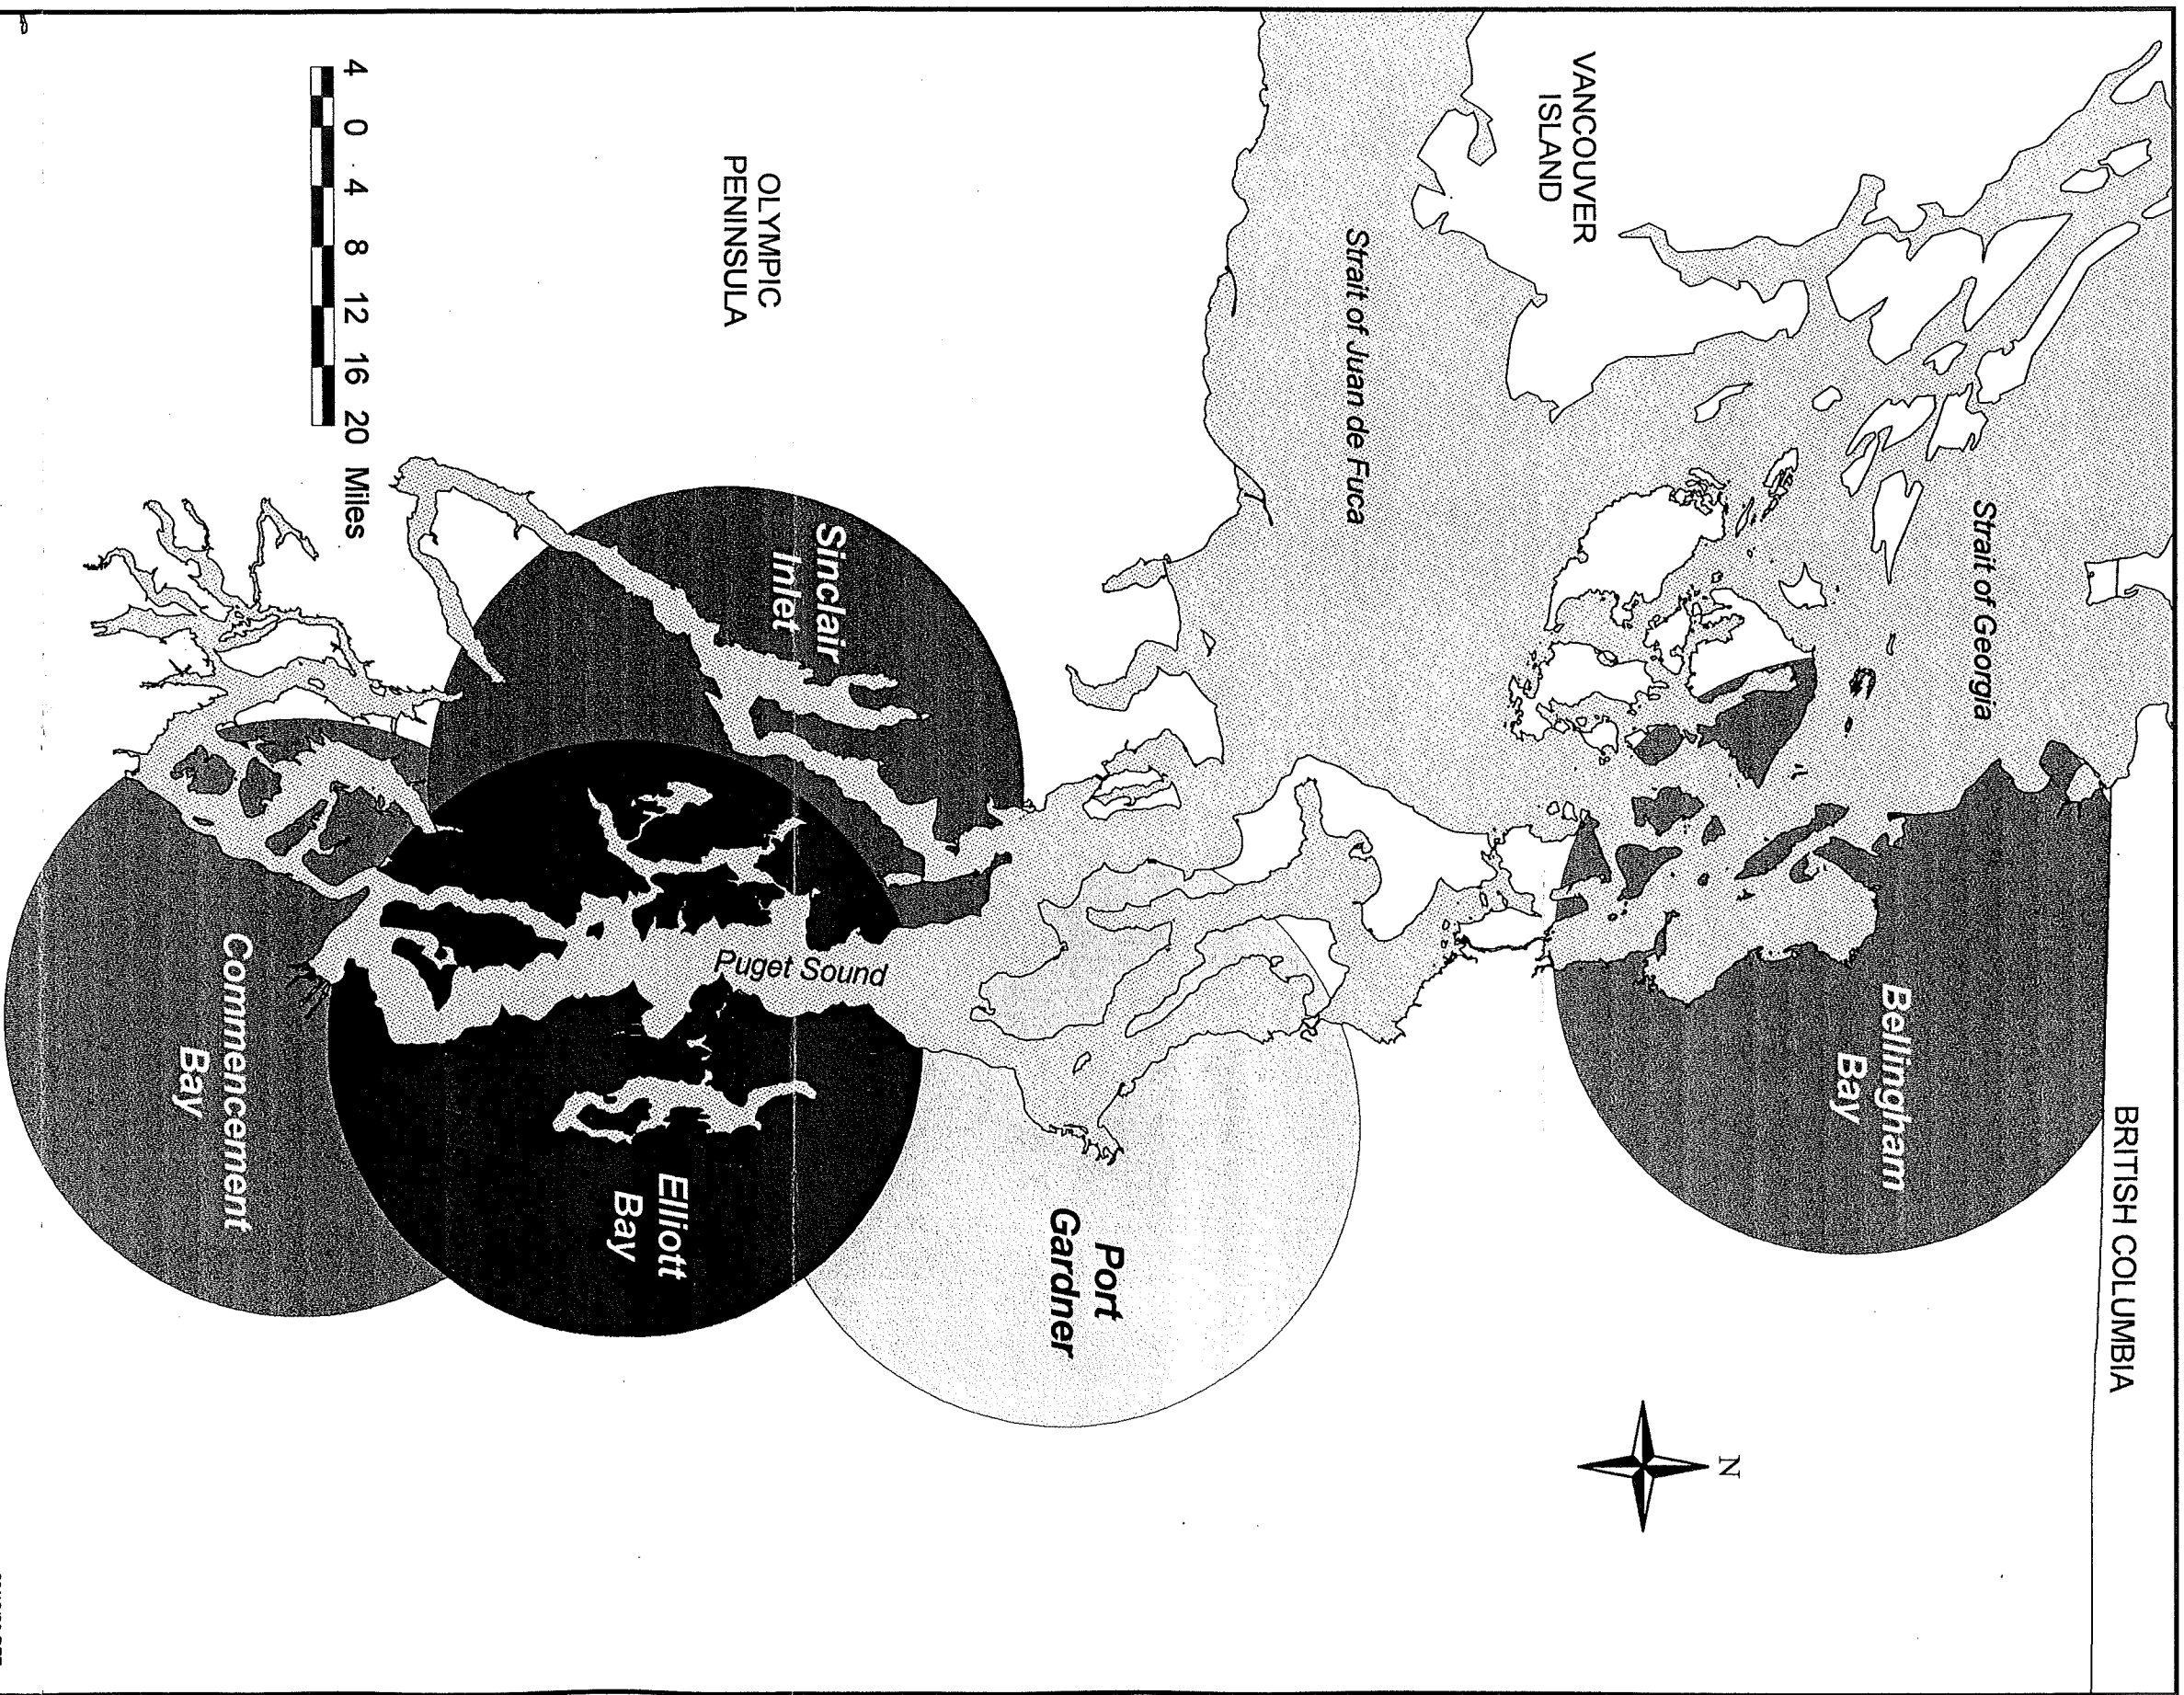 BRITISH COLUMBIA
VANCOUVER
ISLAND
Strait of Georgia
Bellingham
Bay
N
Strait of Juan de Fuca
Port
Gardner
OLYMPIC
PENINSULA
Sinclair
Inlet
Puget Sound
Elliott
Bay
Commencement
Bay
4 0 4 8 12 16 20 Miles